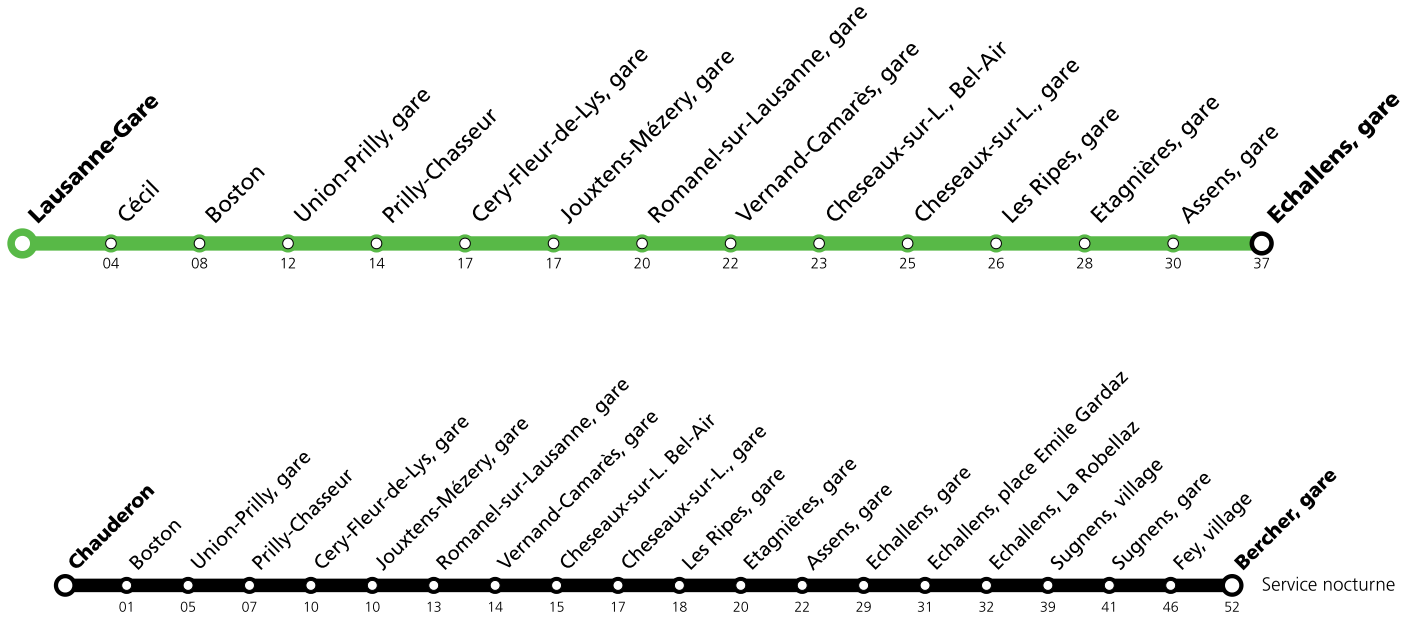 Lausanne-Gare
Cécil
Boston
Union-Prilly, gare
Prilly-Chasseur
Cery-Fleur-de-Lys, gare
Jouxtens-Mézery, gare
Romanel-sur-Lausanne, gare
Vernand-Camarès, gare
Cheseaux-sur-L., Bel-Air
Cheseaux-sur-L., gare
Les Ripes, gare
Etagnières, gare
Assens, gare
Echallens, gare
04 08 12 14 17 17 20 22 23 25 26 28 30 37
Chauderon
Boston
Union-Prilly, gare
Prilly-Chasseur
Cery-Fleur-de-Lys, gare
Jouxtens-Mézery, gare
Romanel-sur-Lausanne, gare
Vernand-Camarès, gare
Cheseaux-sur-L. Bel-Air
Cheseaux-sur-L., gare
Les Ripes, gare
Etagnières, gare
Assens, gare
Echallens, gare
Echallens, place Emile Gardaz
Echallens, La Robellaz
Sugnens, village
Sugnens, gare
Fey, village
Bercher, gare
Service nocturne
01 05 07 10 10 13 14 15 17 18 20 22 29 31 32 39 41 46 52